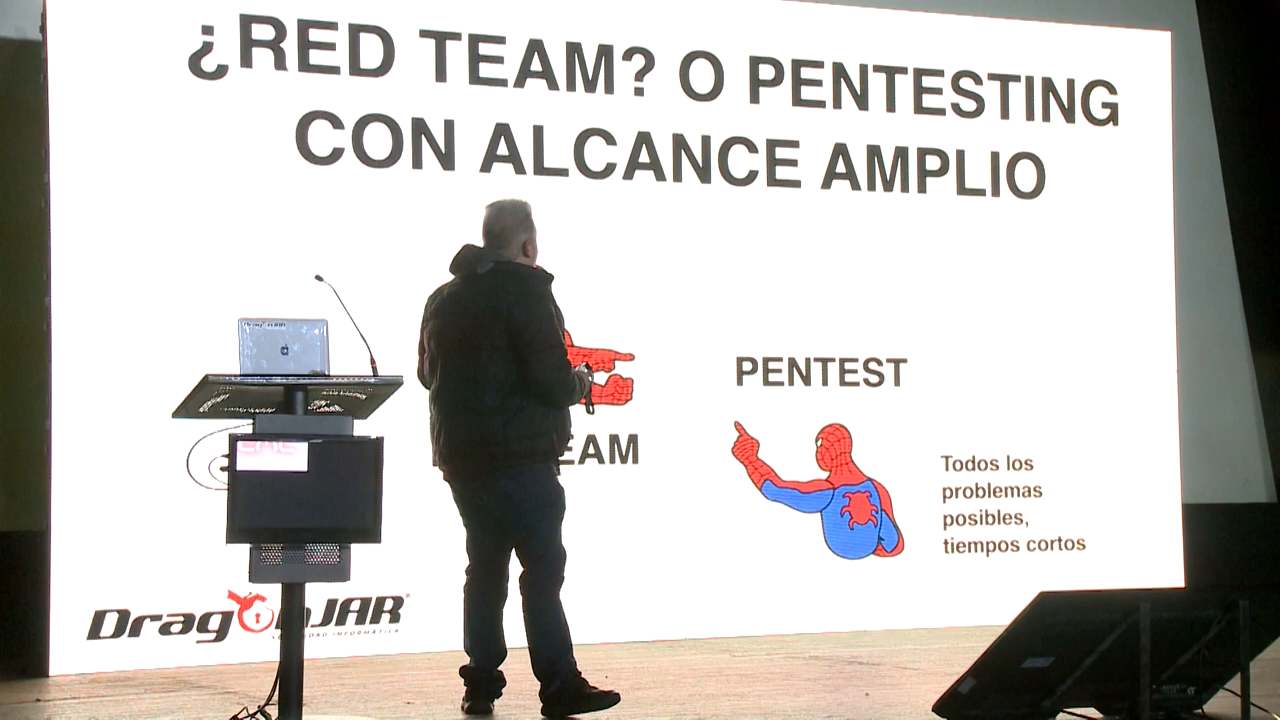 ¿RED TEAM? O PENTESTING
CON ALCANCE AMPLIO
PENTEST
EAM
Todos los
problemas
posibles,
tiempos cortos
DragonJAR